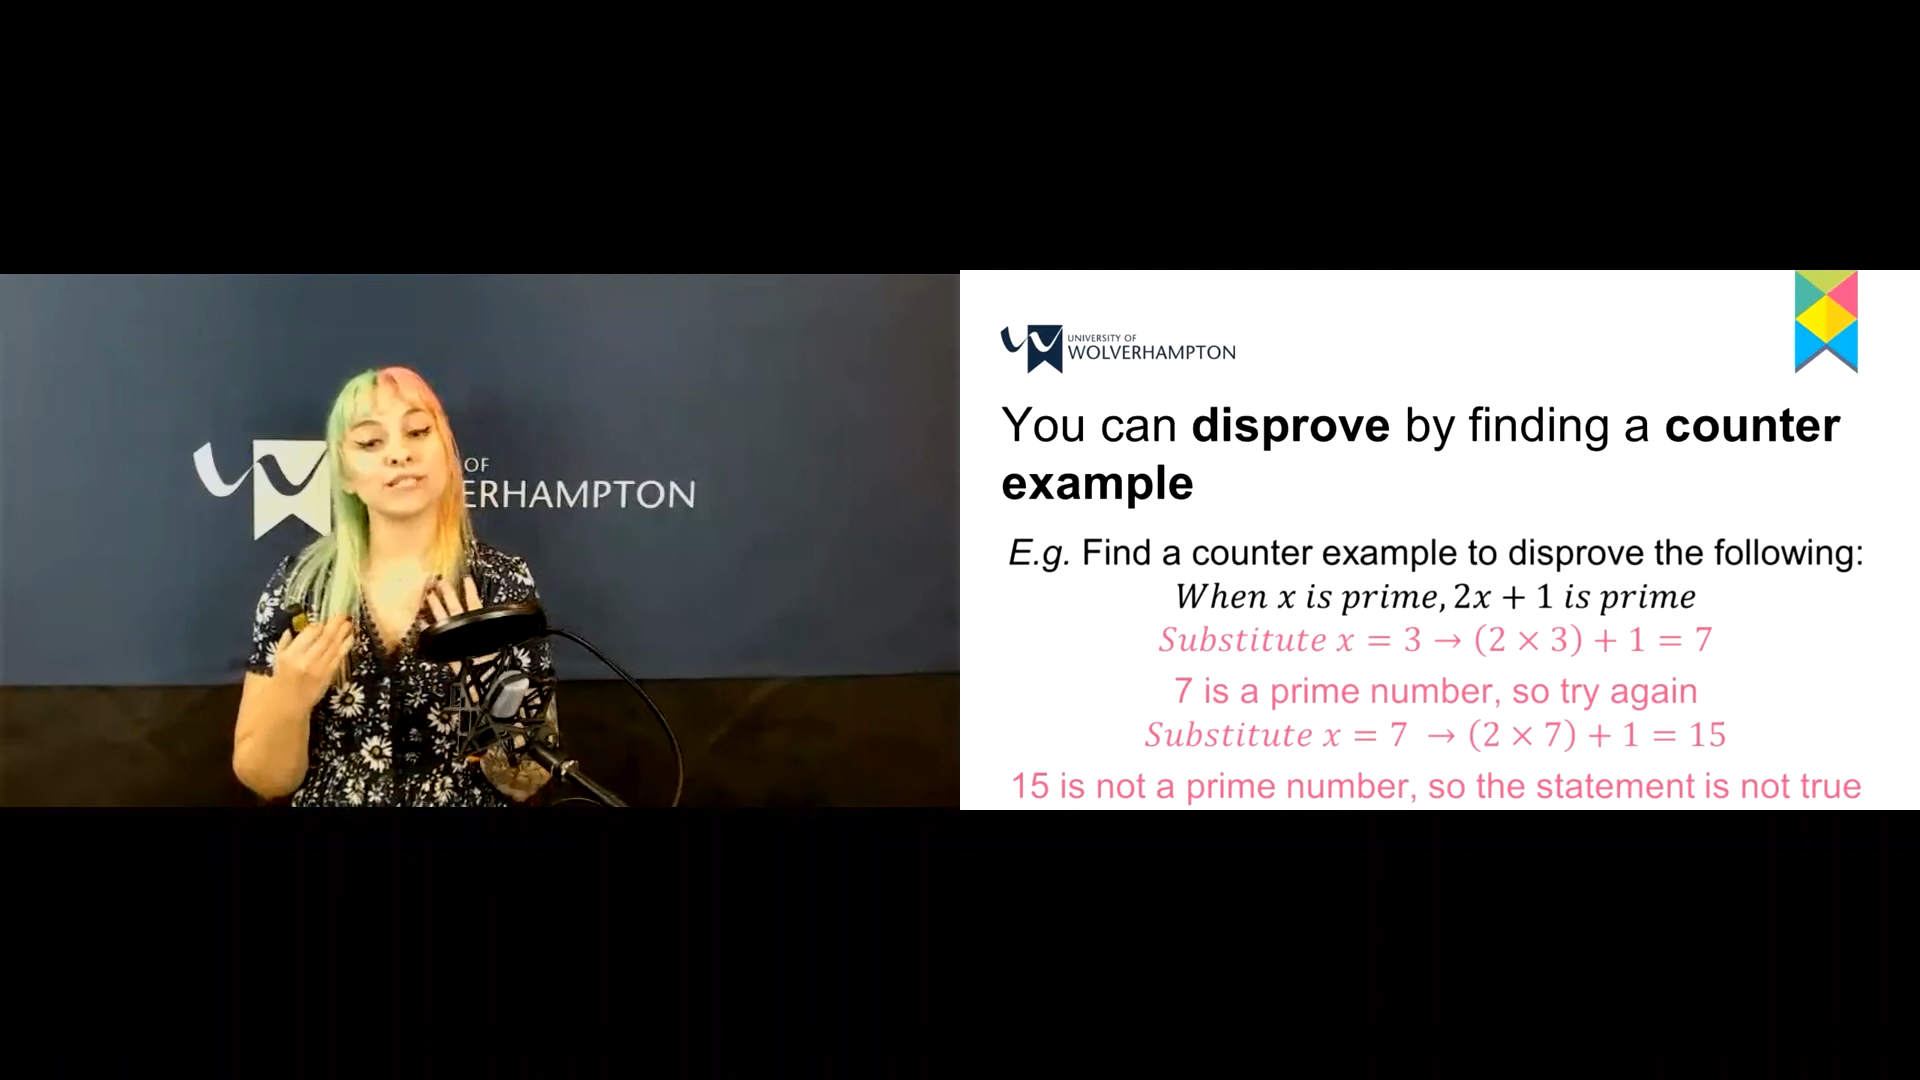 OF
ERHAMPTON
UNIVERSITY OF
WOLVERHAMPTON
You can disprove by finding a counter
example
E.g. Find a counter example to disprove the following:
When x is prime, 2x + 1 is prime
Substitute x = 3 → (2 × 3) + 1 = 7
7 is a prime number, so try again
Substitute x = 7 → (2 × 7) + 1 = 15
15 is not a prime number, so the statement is not true